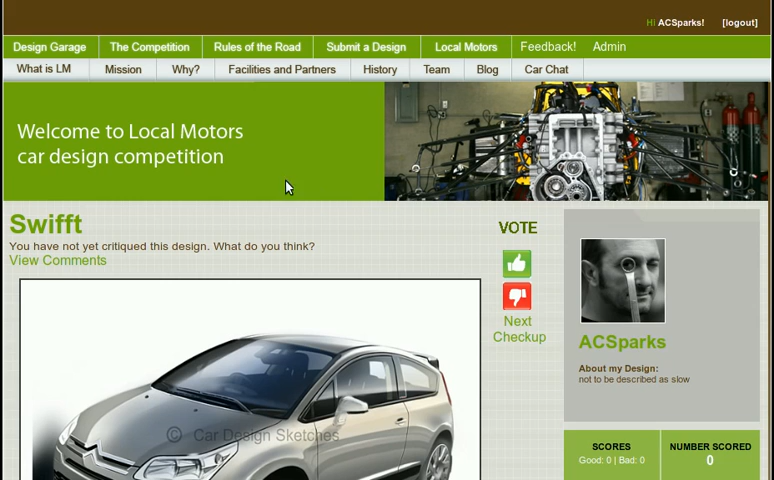 Hi ACSparks! [logout]
Design Garage The Competition Rules of the Road Submit a Design Local Motors Feedback! Admin
What is LM Mission Why? Facilities and Partners History Team Blog Car Chat
Welcome to Local Motors
car design competition
Swifft
You have not yet critiqued this design. What do you think?
View Comments
VOTE
Next
Checkup
© Car Design Sketches
ACSparks
About my Design:
not to be described as slow
SCORES
Good: 0 | Bad: 0
NUMBER SCORED
0